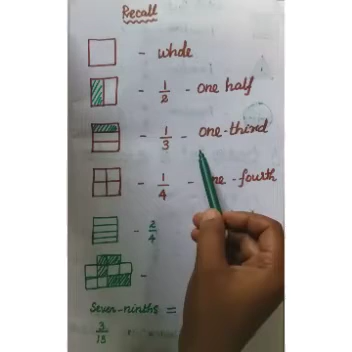 Recall
- whole
- 1/2 - one half
- 1/3 - one-third
- 1/4 - one-fourth
- 2/4
-
Seven-ninths =
3/15